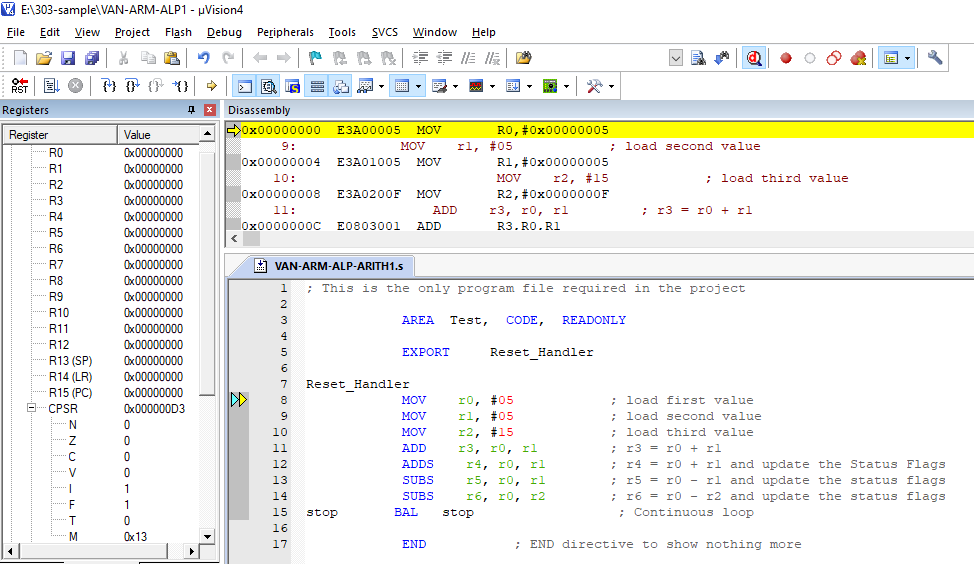 E:\303-sample\VAN-ARM-ALP1 - µVision4
File Edit View Project Flash Debug Peripherals Tools SVCS Window Help
Registers
Register Value
R0 0x00000000
R1 0x00000000
R2 0x00000000
R3 0x00000000
R4 0x00000000
R5 0x00000000
R6 0x00000000
R7 0x00000000
R8 0x00000000
R9 0x00000000
R10 0x00000000
R11 0x00000000
R12 0x00000000
R13 (SP) 0x00000000
R14 (LR) 0x00000000
R15 (PC) 0x00000000
CPSR 0x000000D3
N 0
Z 0
C 0
V 0
I 1
F 1
T 0
M 0x13
Disassembly
0x00000000 E3A00005 MOV R0,#0x00000005
9: MOV r1, #05 ; load second value
0x00000004 E3A01005 MOV R1,#0x00000005
10: MOV r2, #15 ; load third value
0x00000008 E3A0200F MOV R2,#0x0000000F
11: ADD r3, r0, r1 ; r3 = r0 + r1
0x0000000C E0803001 ADD R3,R0,R1
VAN-ARM-ALP-ARITH1.s
1 ; This is the only program file required in the project
2
3 AREA Test, CODE, READONLY
4
5 EXPORT Reset_Handler
6
7 Reset_Handler
8 MOV r0, #05 ; load first value
9 MOV r1, #05 ; load second value
10 MOV r2, #15 ; load third value
11 ADD r3, r0, r1 ; r3 = r0 + r1
12 ADDS r4, r0, r1 ; r4 = r0 + r1 and update the Status Flags
13 SUBS r5, r0, r1 ; r5 = r0 - r1 and update the status flags
14 SUBS r6, r0, r2 ; r6 = r0 - r2 and update the status flags
15 stop BAL stop ; Continuous loop
16
17 END ; END directive to show nothing more
RST